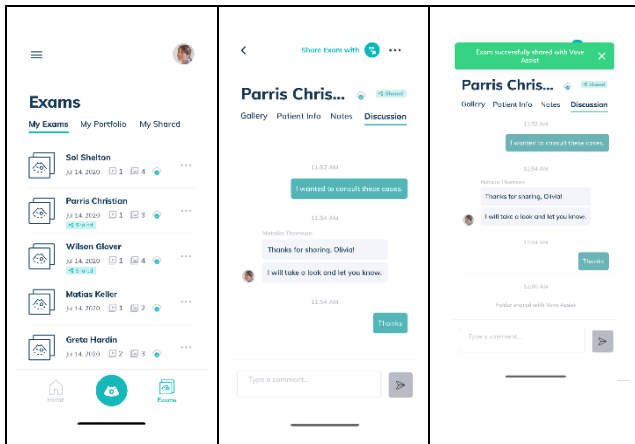 Exams
My Exams My Portfolio My Shared
Sol Shelton
Jul 14, 2020 1 4
Parris Christian
Jul 14, 2020 1 3
Shared
Wilson Glover
Jul 14, 2020 1 4
Shared
Matias Keller
Jul 14, 2020 1 2
Greta Hardin
Jul 14, 2020 2 3
Home
Exams
Share Exam with
Parris Chris... Shared
Gallery Patient Info Notes Discussion
11:52 AM
I wanted to consult these cases.
11:54 AM
Natalia Thomson
Thanks for sharing, Olivia!
I will take a look and let you know.
11:54 AM
Thanks
Type a comment...
Exam successfully shared with Vave
Assist
Parris Chris... Shared
Gallery Patient Info Notes Discussion
11:52 AM
I wanted to consult these cases.
11:54 AM
Natalia Thomson
Thanks for sharing, Olivia!
I will take a look and let you know.
11:54 AM
Thanks
Folder shared with Vave Assist
Type a comment...